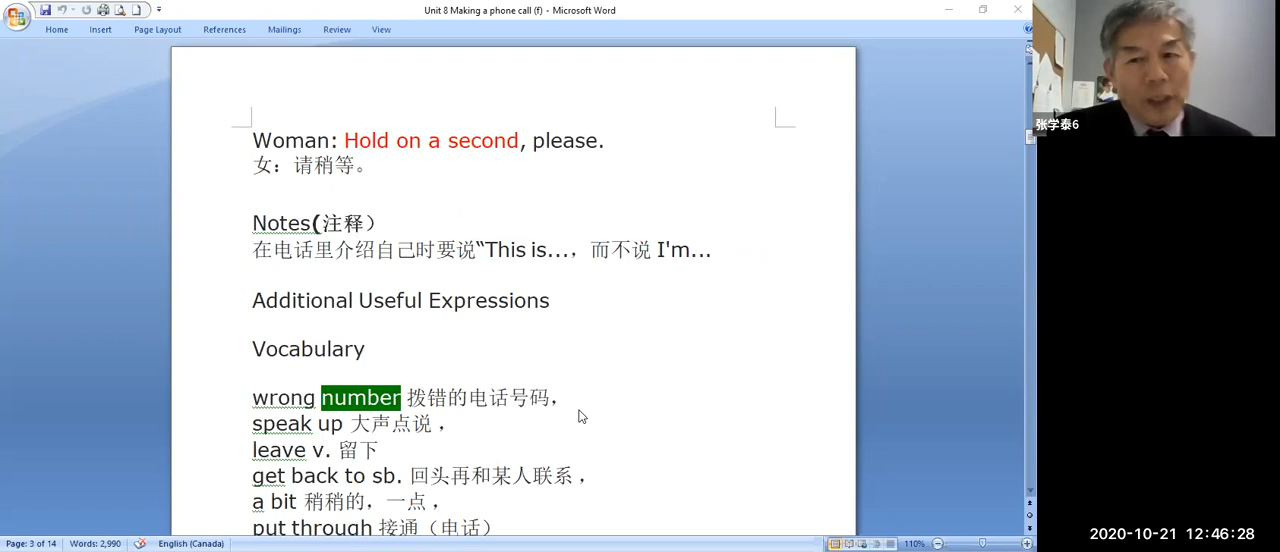 Unit 8 Making a phone call (f) - Microsoft Word
Home Insert Page Layout References Mailings Review View
张学泰6
Woman: Hold on a second, please.
女：请稍等。
Notes(注释）
在电话里介绍自己时要说“This is...，而不说 I'm...
Additional Useful Expressions
Vocabulary
wrong number 拨错的电话号码，
speak up 大声点说，
leave v. 留下
get back to sb. 回头再和某人联系，
a bit 稍稍的，一点，
put through 接通（电话）
2020-10-21 12:46:28
Page: 3 of 14 Words: 2,990 English (Canada) 110%